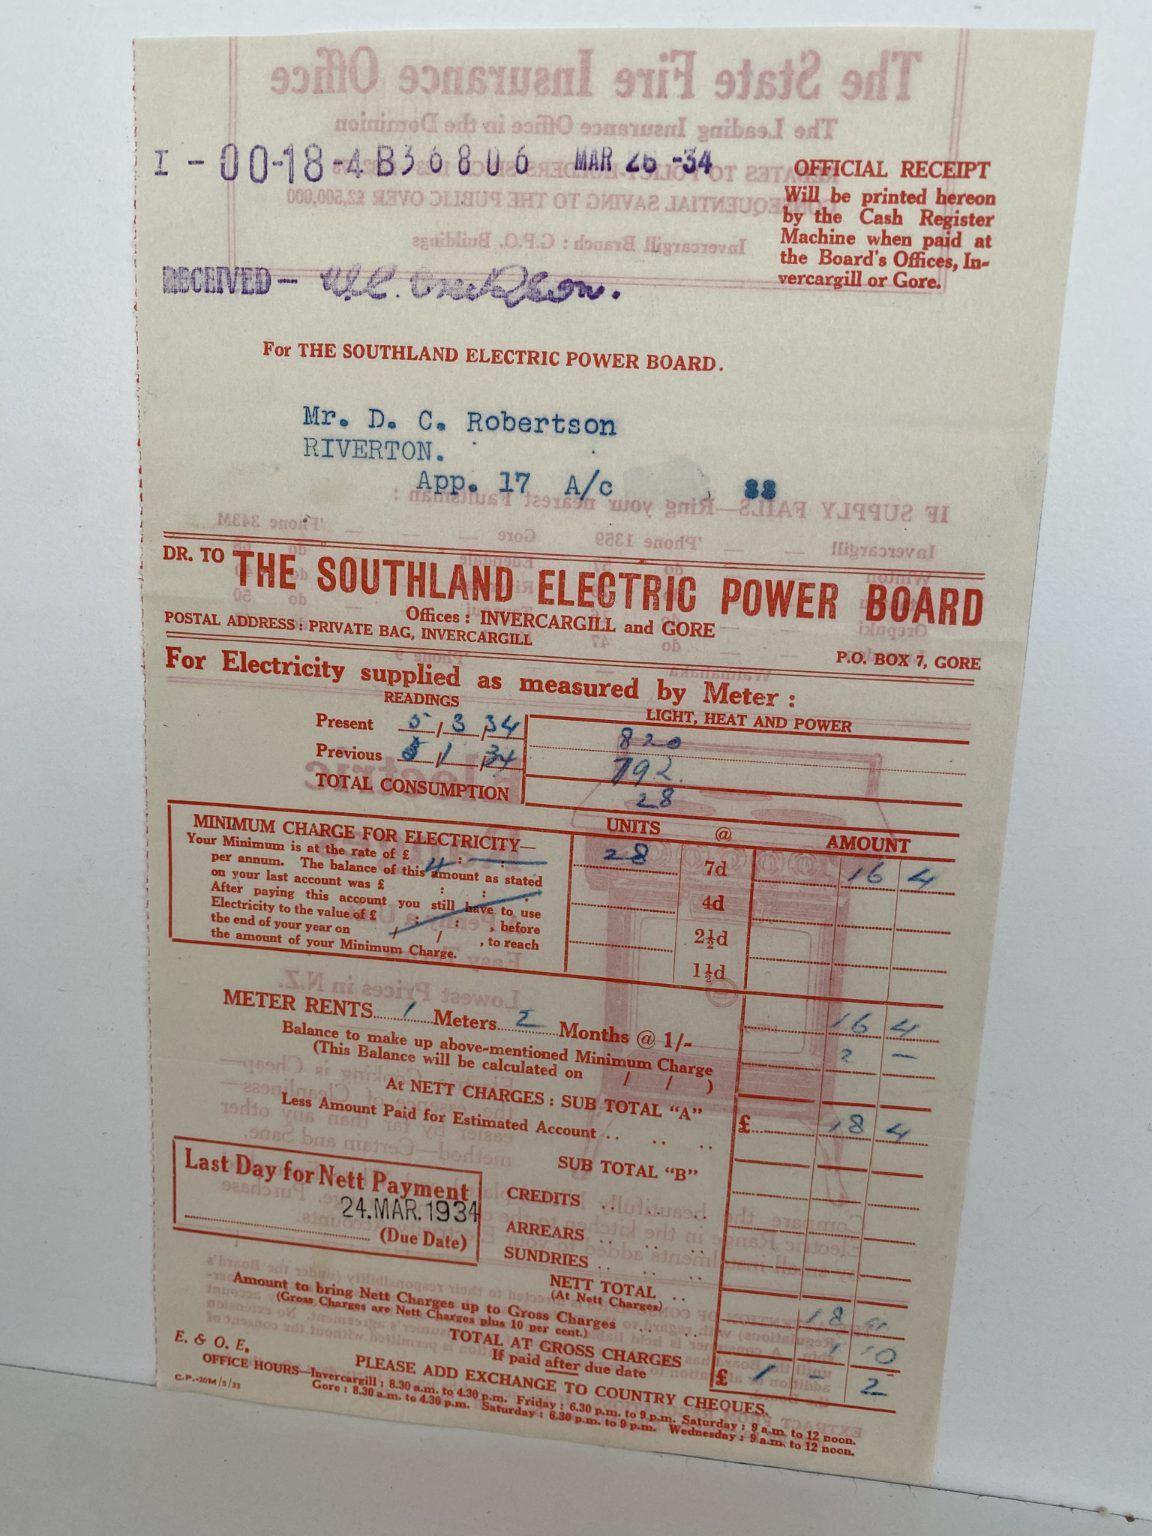 I - 00-18-4 B36806 MAR 26 -34
OFFICIAL RECEIPT
Will be printed hereon
by the Cash Register
Machine when paid at
the Board's Offices, In-
vercargill or Gore.
RECEIVED —
For THE SOUTHLAND ELECTRIC POWER BOARD.
Mr. D. C. Robertson
RIVERTON.
App. 17 A/c 88
DR. TO THE SOUTHLAND ELECTRIC POWER BOARD
Offices: INVERCARGILL and GORE
POSTAL ADDRESS: PRIVATE BAG, INVERCARGILL
P.O. BOX 7, GORE
For Electricity supplied as measured by Meter:
READINGS
LIGHT, HEAT AND POWER
Present 5 / 3 / 34 820
Previous 5 / 1 / 34 792
TOTAL CONSUMPTION 28
MINIMUM CHARGE FOR ELECTRICITY—
Your Minimum is at the rate of £ 4 : — : —
per annum. The balance of this amount as stated
on your last account was £ : :
After paying this account you still have to use
Electricity to the value of £ : : , before
the end of your year on / / , to reach
the amount of your Minimum Charge.
UNITS @ AMOUNT
28 7d 16 4
4d
2½d
1½d
16 4
METER RENTS 1 Meters 2 Months @ 1/- 2 —
Balance to make up above-mentioned Minimum Charge
(This Balance will be calculated on / / )
At NETT CHARGES: SUB TOTAL "A" £ 18 4
Less Amount Paid for Estimated Account .. .. ..
SUB TOTAL "B"
Last Day for Nett Payment
24. MAR. 1934
(Due Date)
CREDITS .. .. ..
ARREARS .. .. ..
SUNDRIES .. .. ..
NETT TOTAL .. 18 4
(At Nett Charges)
Amount to bring Nett Charges up to Gross Charges .. .. 1 10
(Gross Charges are Nett Charges plus 10 per cent.)
TOTAL AT GROSS CHARGES £ 1 - 2
If paid after due date
E. & O. E.
PLEASE ADD EXCHANGE TO COUNTRY CHEQUES.
C.P.-20M/5/33
OFFICE HOURS—Invercargill: 8.30 a.m. to 4.30 p.m. Friday: 6.30 p.m. to 9 p.m. Saturday: 9 a.m. to 12 noon.
Gore: 8.30 a.m. to 4.30 p.m. Saturday: 6.30 p.m. to 9 p.m. Wednesday: 9 a.m. to 12 noon.